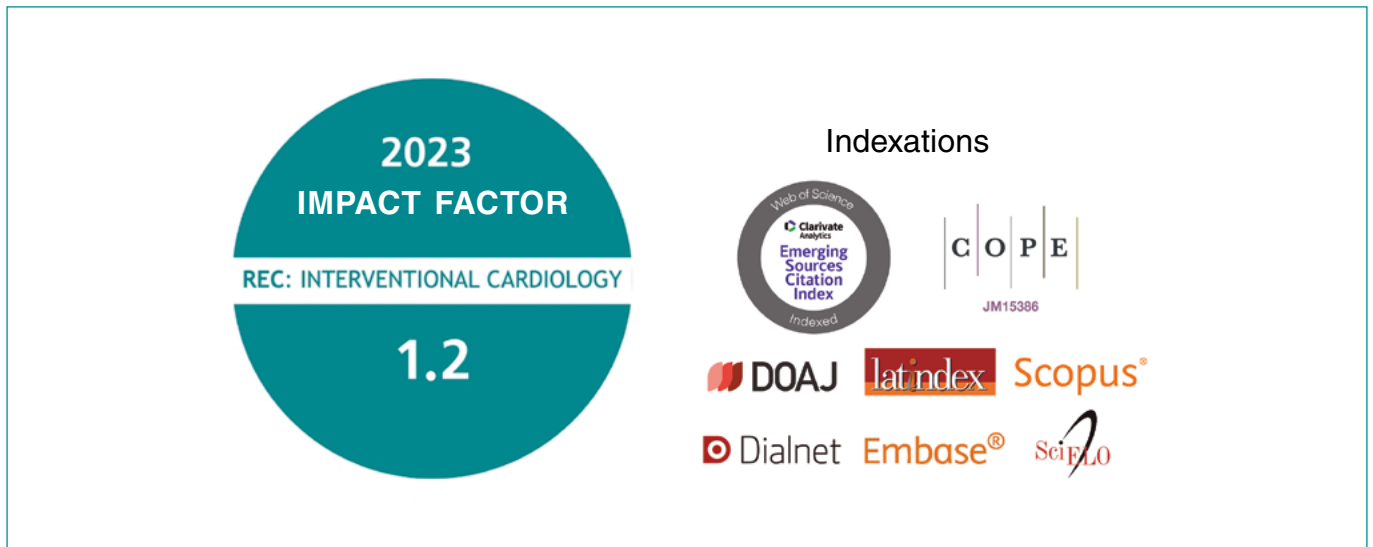 2023
IMPACT FACTOR
REC: INTERVENTIONAL CARDIOLOGY
1.2
Indexations
Web of Science
Clarivate
Analytics
Emerging
Sources
Citation
Index
Indexed
COPE
JM15386
DOAJ
latindex
Scopus®
Dialnet
Embase®
SciELO